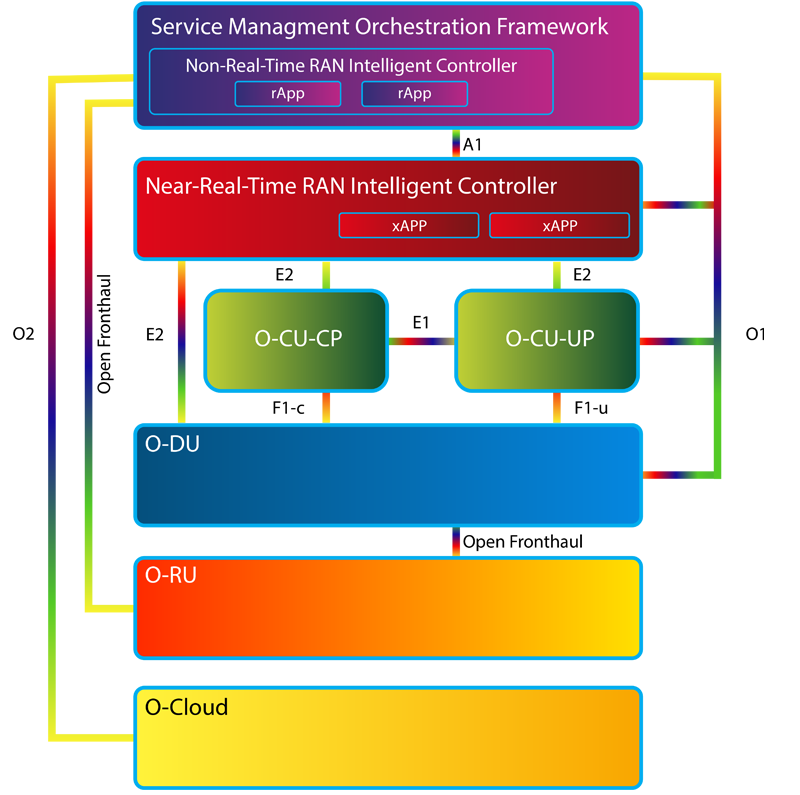 Service Managment Orchestration Framework
Non-Real-Time RAN Intelligent Controller
rApp
rApp
A1
Near-Real-Time RAN Intelligent Controller
xAPP
xAPP
E2
E2
O2
Open Fronthaul
E2
O-CU-CP
E1
O-CU-UP
O1
F1-c
F1-u
O-DU
Open Fronthaul
O-RU
O-Cloud